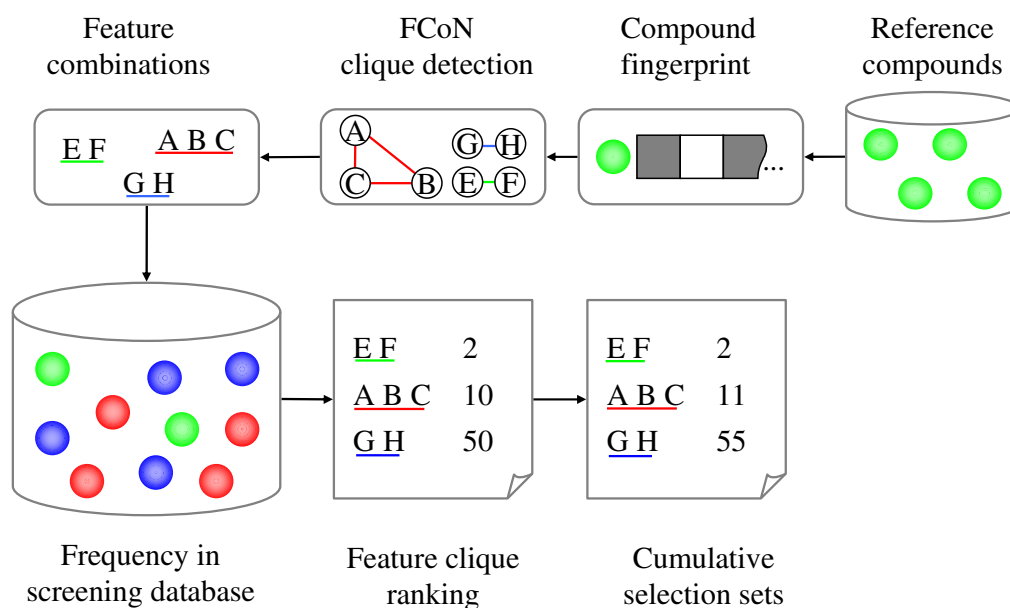 Feature
combinations
FCoN
clique detection
Compound
fingerprint
Reference
compounds
E F
A B C
G H
A
C
B
G H
E F
...
E F 2
A B C 10
G H 50
E F 2
A B C 11
G H 55
Frequency in
screening database
Feature clique
ranking
Cumulative
selection sets